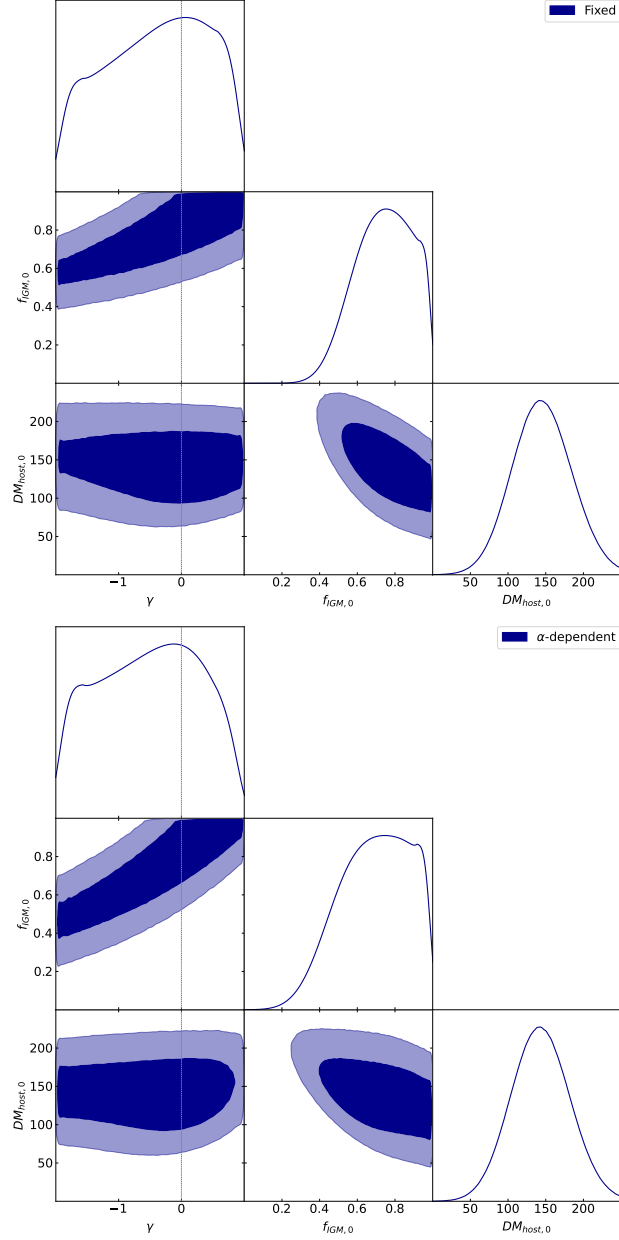 Fixed
0.8
0.6
0.4
0.2
f_{IGM, 0}
200
150
100
50
DM_{host, 0}
−1 0
γ
0.2 0.4 0.6 0.8
f_{IGM, 0}
50 100 150 200
DM_{host, 0}
α-dependent
0.8
0.6
0.4
0.2
f_{IGM, 0}
200
150
100
50
DM_{host, 0}
−1 0
γ
0.2 0.4 0.6 0.8
f_{IGM, 0}
50 100 150 200
DM_{host, 0}